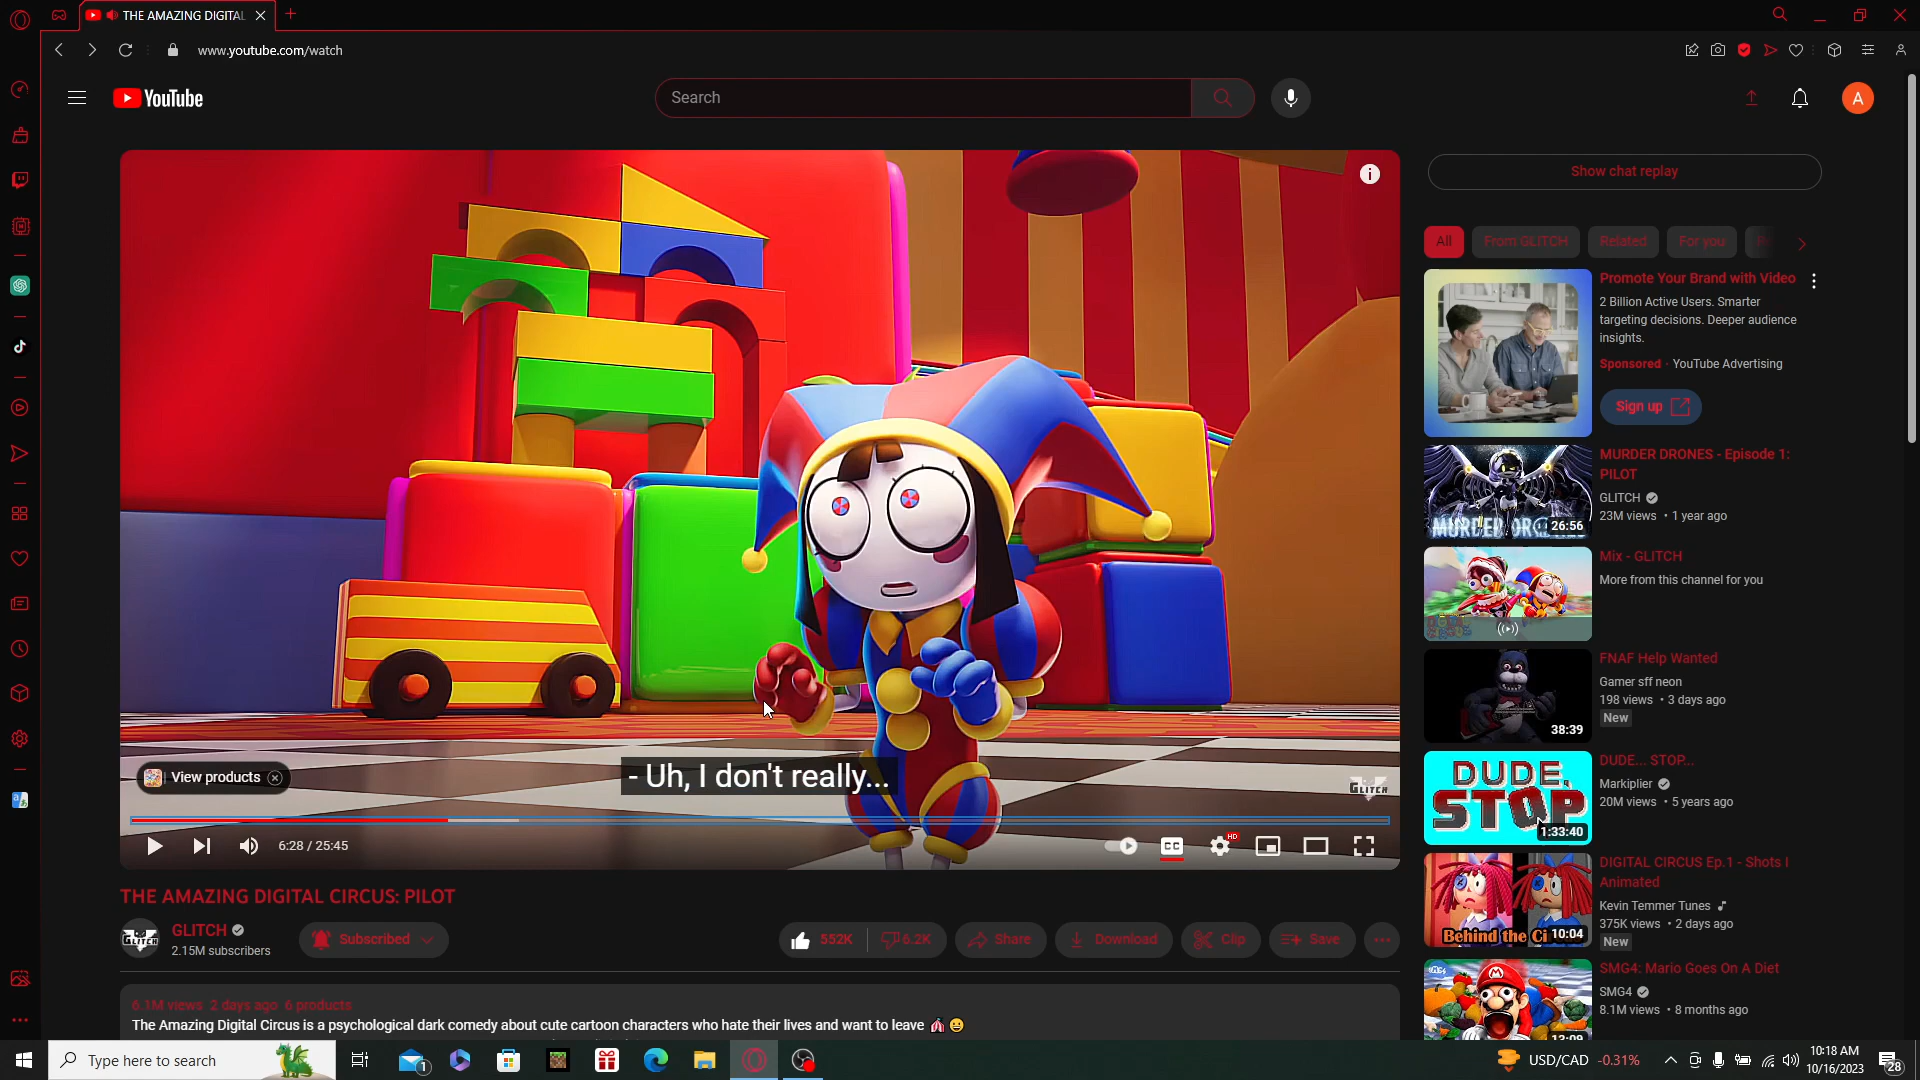 THE AMAZING DIGITAL
www.youtube.com/watch
YouTube
Search
A
Show chat replay
All
From GLITCH
Related
For you
Promote Your Brand with Video
2 Billion Active Users. Smarter
targeting decisions. Deeper audience
insights.
Sponsored · YouTube Advertising
Sign up
MURDER DRONES - Episode 1:
PILOT
GLITCH
23M views • 1 year ago
26:56
Mix - GLITCH
More from this channel for you
FNAF Help Wanted
Gamer sff neon
198 views • 3 days ago
New
38:39
DUDE,
STOP
1:33:40
DUDE... STOP...
Markiplier
20M views • 5 years ago
DIGITAL CIRCUS Ep.1 - Shots I
Animated
Kevin Temmer Tunes
375K views • 2 days ago
New
Behind the Ci
10:04
SMG4: Mario Goes On A Diet
SMG4
8.1M views • 8 months ago
13:09
View products
- Uh, I don't really...
GLITCH
6:28 / 25:45
CC
HD
THE AMAZING DIGITAL CIRCUS: PILOT
GLITCH
GLITCH
2.15M subscribers
Subscribed
552K
6.2K
Share
Download
Clip
Save
6.1M views 2 days ago 6 products
The Amazing Digital Circus is a psychological dark comedy about cute cartoon characters who hate their lives and want to leave 🎪 😀
Type here to search
1
USD/CAD -0.31%
10:18 AM
10/16/2023
28